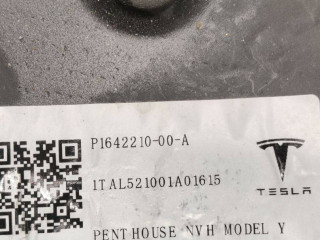 P1642210-00-A
1TAL521001A01615
TESLA
PENTHOUSE NVH MODEL Y